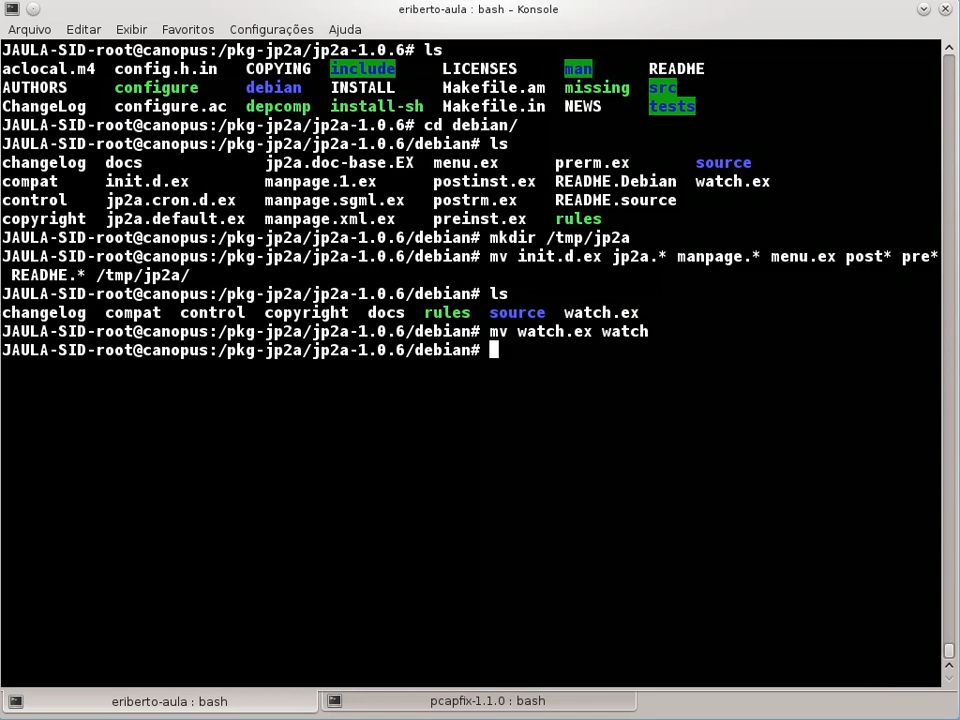 eriberto-aula : bash – Konsole
Arquivo Editar Exibir Favoritos Configurações Ajuda
JAULA-SID-root@canopus:/pkg-jp2a/jp2a-1.0.6# ls
aclocal.m4 config.h.in COPYING include LICENSES man README
AUTHORS configure debian INSTALL Makefile.am missing src
ChangeLog configure.ac depcomp install-sh Makefile.in NEWS tests
JAULA-SID-root@canopus:/pkg-jp2a/jp2a-1.0.6# cd debian/
JAULA-SID-root@canopus:/pkg-jp2a/jp2a-1.0.6/debian# ls
changelog docs jp2a.doc-base.EX menu.ex prerm.ex source
compat init.d.ex manpage.1.ex postinst.ex README.Debian watch.ex
control jp2a.cron.d.ex manpage.sgml.ex postrm.ex README.source
copyright jp2a.default.ex manpage.xml.ex preinst.ex rules
JAULA-SID-root@canopus:/pkg-jp2a/jp2a-1.0.6/debian# mkdir /tmp/jp2a
JAULA-SID-root@canopus:/pkg-jp2a/jp2a-1.0.6/debian# mv init.d.ex jp2a.* manpage.* menu.ex post* pre*
README.* /tmp/jp2a/
JAULA-SID-root@canopus:/pkg-jp2a/jp2a-1.0.6/debian# ls
changelog compat control copyright docs rules source watch.ex
JAULA-SID-root@canopus:/pkg-jp2a/jp2a-1.0.6/debian# mv watch.ex watch
JAULA-SID-root@canopus:/pkg-jp2a/jp2a-1.0.6/debian#
eriberto-aula : bash pcapfix-1.1.0 : bash